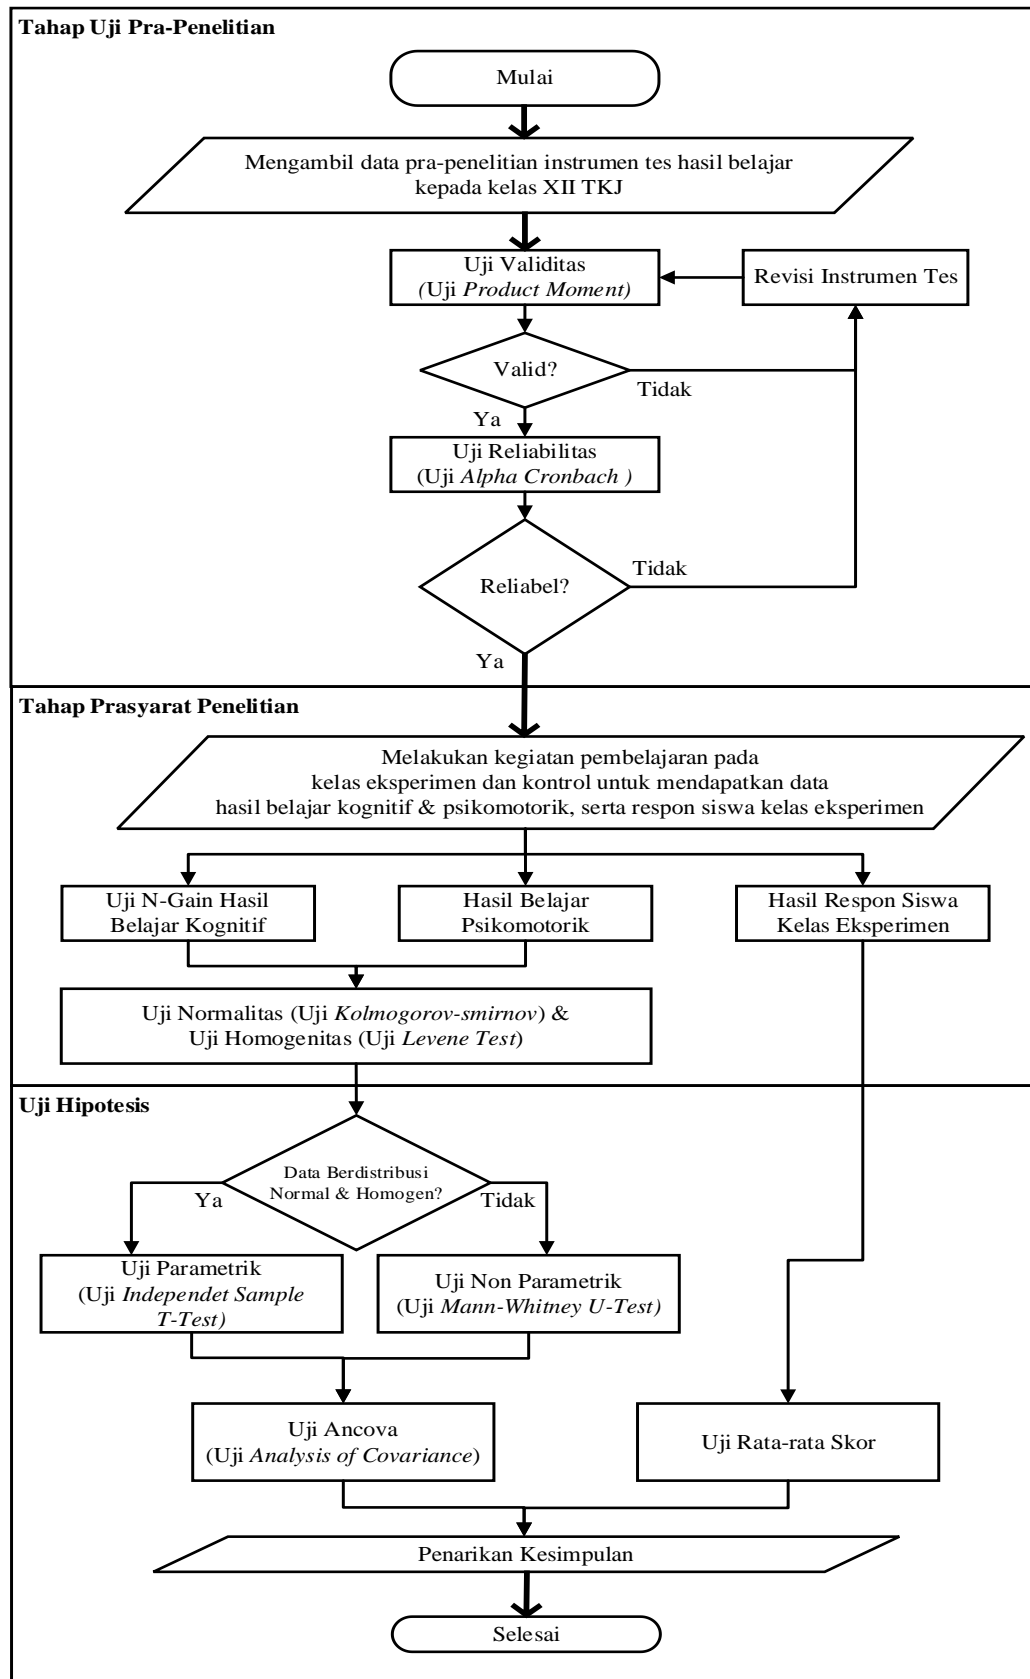 Tahap Uji Pra-Penelitian
Mulai
Mengambil data pra-penelitian instrumen tes hasil belajar
kepada kelas XII TKJ
Uji Validitas
(Uji Product Moment)
Revisi Instrumen Tes
Valid?
Tidak
Ya
Uji Reliabilitas
(Uji Alpha Cronbach )
Reliabel?
Tidak
Ya
Tahap Prasyarat Penelitian
Melakukan kegiatan pembelajaran pada
kelas eksperimen dan kontrol untuk mendapatkan data
hasil belajar kognitif & psikomotorik, serta respon siswa kelas eksperimen
Uji N-Gain Hasil
Belajar Kognitif
Hasil Belajar
Psikomotorik
Hasil Respon Siswa
Kelas Eksperimen
Uji Normalitas (Uji Kolmogorov-smirnov) &
Uji Homogenitas (Uji Levene Test)
Uji Hipotesis
Data Berdistribusi
Normal & Homogen?
Ya
Tidak
Uji Parametrik
(Uji Independet Sample
T-Test)
Uji Non Parametrik
(Uji Mann-Whitney U-Test)
Uji Ancova
(Uji Analysis of Covariance)
Uji Rata-rata Skor
Penarikan Kesimpulan
Selesai